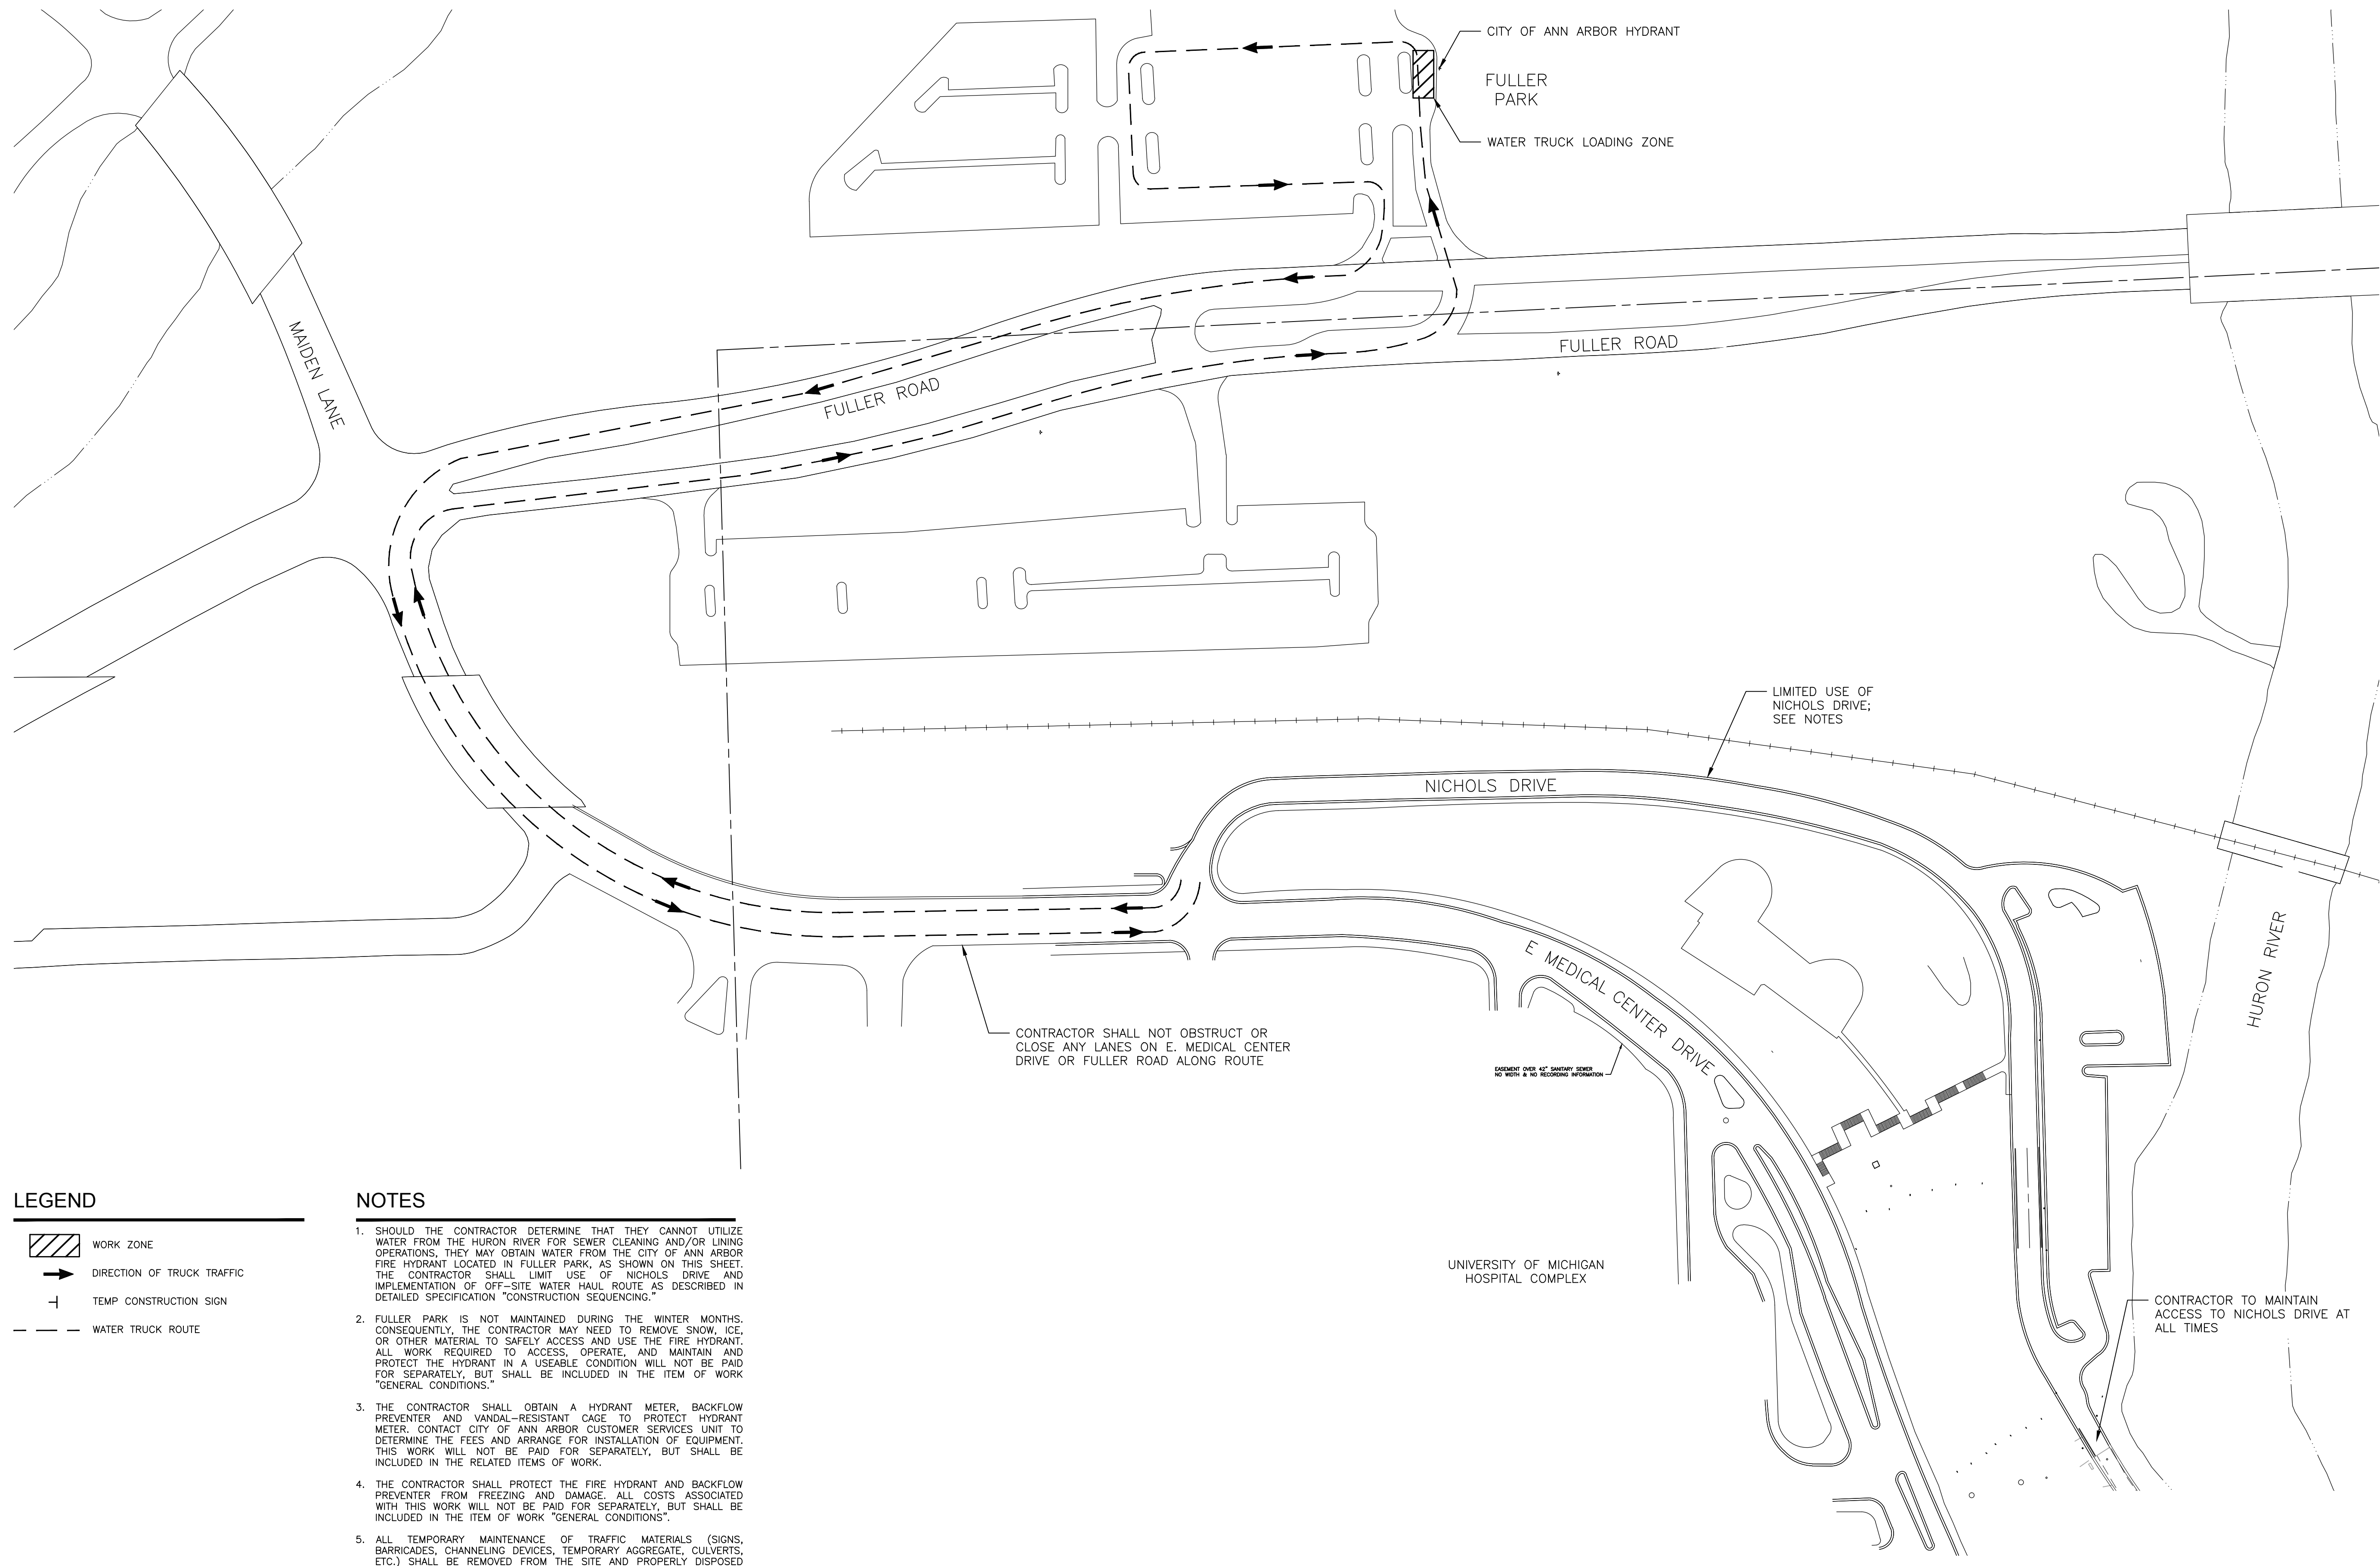 CITY OF ANN ARBOR HYDRANT
FULLER
PARK
WATER TRUCK LOADING ZONE
MAIDEN LANE
FULLER ROAD
FULLER ROAD
LIMITED USE OF
NICHOLS DRIVE;
SEE NOTES
NICHOLS DRIVE
E MEDICAL CENTER DRIVE
HURON RIVER
CONTRACTOR SHALL NOT OBSTRUCT OR
CLOSE ANY LANES ON E. MEDICAL CENTER
DRIVE OR FULLER ROAD ALONG ROUTE
EASEMENT OVER 42" SANITARY SEWER
NO WIDTH & NO RECORDING INFORMATION
UNIVERSITY OF MICHIGAN
HOSPITAL COMPLEX
CONTRACTOR TO MAINTAIN
ACCESS TO NICHOLS DRIVE AT
ALL TIMES
LEGEND
WORK ZONE
DIRECTION OF TRUCK TRAFFIC
TEMP CONSTRUCTION SIGN
WATER TRUCK ROUTE
NOTES
1. SHOULD THE CONTRACTOR DETERMINE THAT THEY CANNOT UTILIZE
WATER FROM THE HURON RIVER FOR SEWER CLEANING AND/OR LINING
OPERATIONS, THEY MAY OBTAIN WATER FROM THE CITY OF ANN ARBOR
FIRE HYDRANT LOCATED IN FULLER PARK, AS SHOWN ON THIS SHEET.
THE CONTRACTOR SHALL LIMIT USE OF NICHOLS DRIVE AND
IMPLEMENTATION OF OFF-SITE WATER HAUL ROUTE AS DESCRIBED IN
DETAILED SPECIFICATION "CONSTRUCTION SEQUENCING."
2. FULLER PARK IS NOT MAINTAINED DURING THE WINTER MONTHS.
CONSEQUENTLY, THE CONTRACTOR MAY NEED TO REMOVE SNOW, ICE,
OR OTHER MATERIAL TO SAFELY ACCESS AND USE THE FIRE HYDRANT.
ALL WORK REQUIRED TO ACCESS, OPERATE, AND MAINTAIN AND
PROTECT THE HYDRANT IN A USEABLE CONDITION WILL NOT BE PAID
FOR SEPARATELY, BUT SHALL BE INCLUDED IN THE ITEM OF WORK
"GENERAL CONDITIONS."
3. THE CONTRACTOR SHALL OBTAIN A HYDRANT METER, BACKFLOW
PREVENTER AND VANDAL-RESISTANT CAGE TO PROTECT HYDRANT
METER. CONTACT CITY OF ANN ARBOR CUSTOMER SERVICES UNIT TO
DETERMINE THE FEES AND ARRANGE FOR INSTALLATION OF EQUIPMENT.
THIS WORK WILL NOT BE PAID FOR SEPARATELY, BUT SHALL BE
INCLUDED IN THE RELATED ITEMS OF WORK.
4. THE CONTRACTOR SHALL PROTECT THE FIRE HYDRANT AND BACKFLOW
PREVENTER FROM FREEZING AND DAMAGE. ALL COSTS ASSOCIATED
WITH THIS WORK WILL NOT BE PAID FOR SEPARATELY, BUT SHALL BE
INCLUDED IN THE ITEM OF WORK "GENERAL CONDITIONS".
5. ALL TEMPORARY MAINTENANCE OF TRAFFIC MATERIALS (SIGNS,
BARRICADES, CHANNELING DEVICES, TEMPORARY AGGREGATE, CULVERTS,
ETC.) SHALL BE REMOVED FROM THE SITE AND PROPERLY DISPOSED